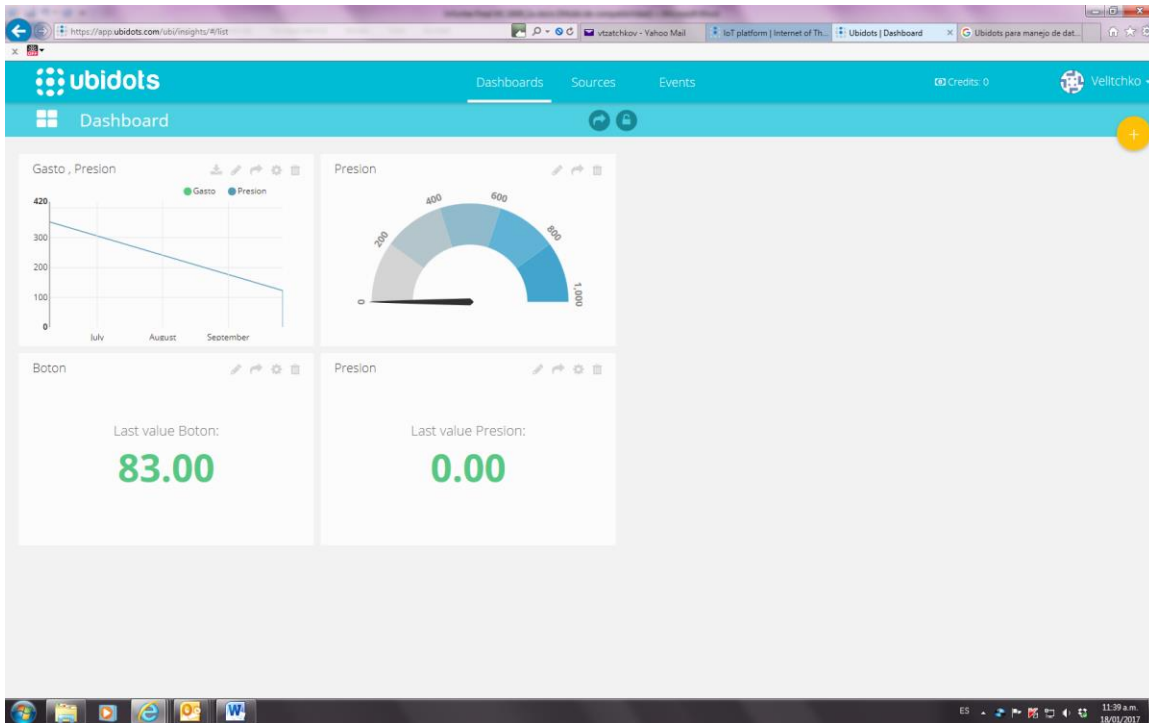 https://app.ubidots.com/ubi/insights/#/list
vtzatchkov - Yahoo Mail
IoT platform | Internet of Th...
Ubidots | Dashboard
Ubidots para manejo de dat...
ubidots
Dashboards
Sources
Events
Credits: 0
Velitchko
Dashboard
Gasto , Presion
Gasto
Presion
420
300
200
100
0
July
August
September
Presion
0
200
400
600
800
1,000
Boton
Last value Boton:
83.00
Presion
Last value Presion:
0.00
ES
11:39 a.m.
18/01/2017